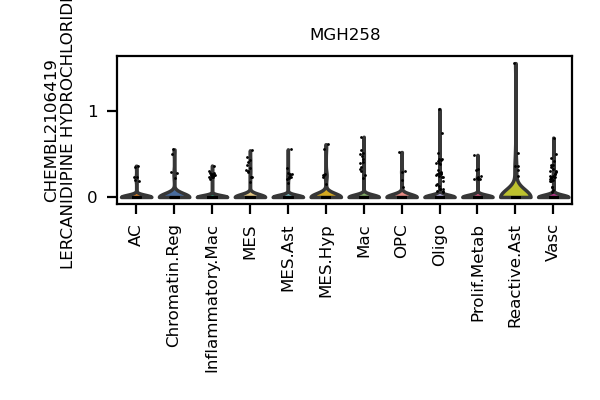 MGH258
CHEMBL2106419
LERCANIDIPINE HYDROCHLORIDE
1
0
AC
Chromatin.Reg
Inflammatory.Mac
MES
MES.Ast
MES.Hyp
Mac
OPC
Oligo
Prolif.Metab
Reactive.Ast
Vasc